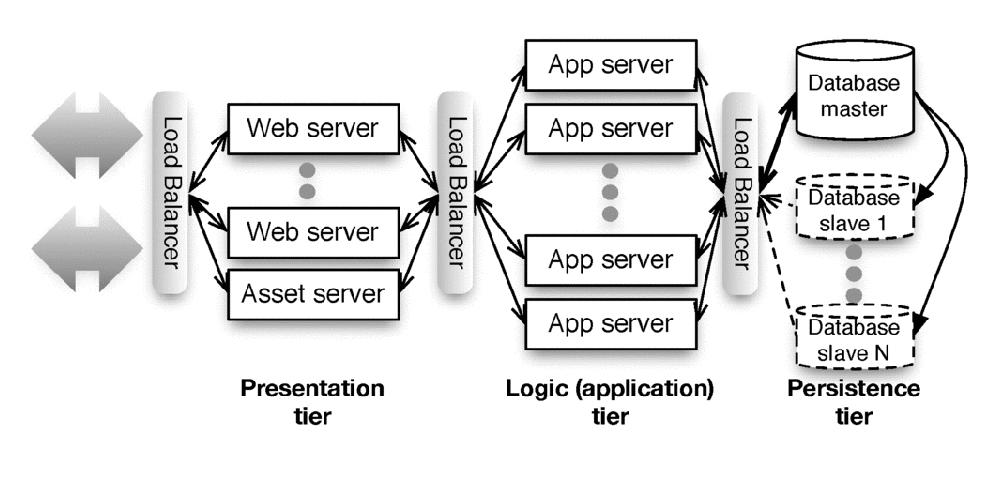 Load Balancer
Web server
Web server
Asset server
Presentation
tier
Load Balancer
App server
App server
App server
App server
Logic (application)
tier
Load Balancer
Database
master
Database
slave 1
Database
slave N
Persistence
tier